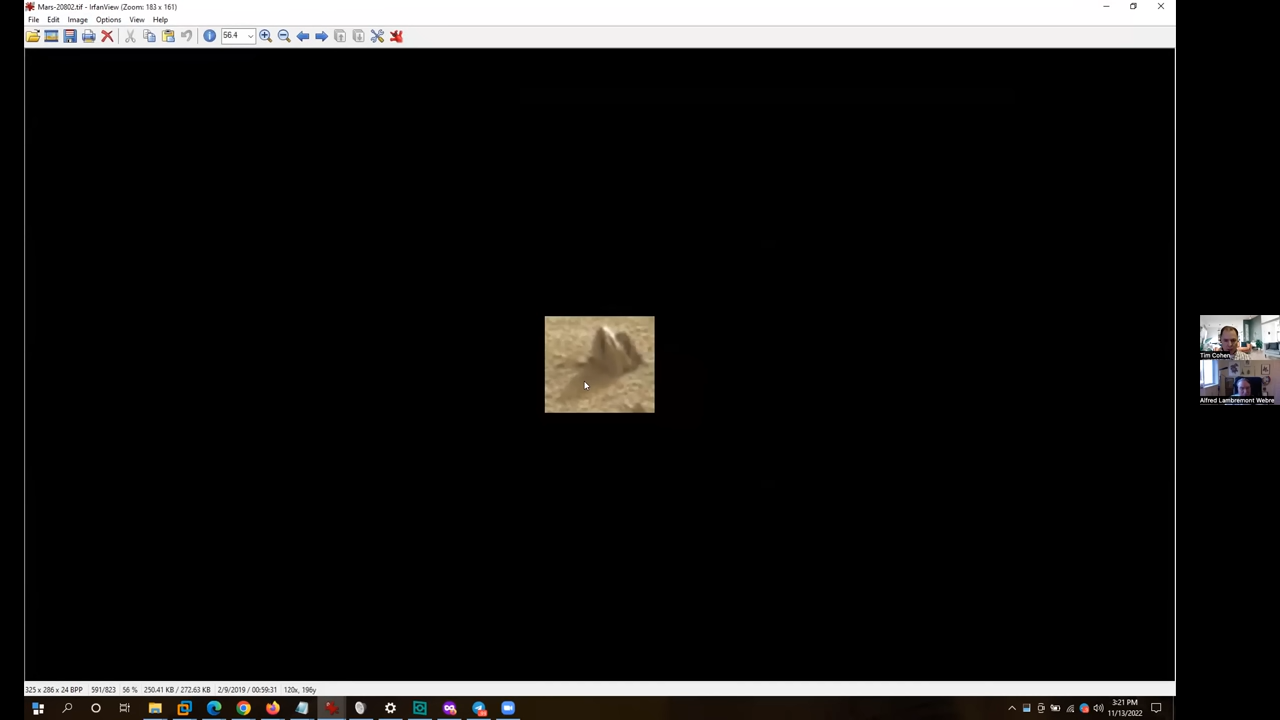 Mars-20802.tif - IrfanView (Zoom: 183 x 161)
File Edit Image Options View Help
56.4
Tim Cohen
Alfred Lambremont Webre
325 x 286 x 24 BPP 591/823 56 % 250.41 KB / 272.63 KB 2/9/2019 / 00:59:31 120x, 196y
3:21 PM
11/13/2022